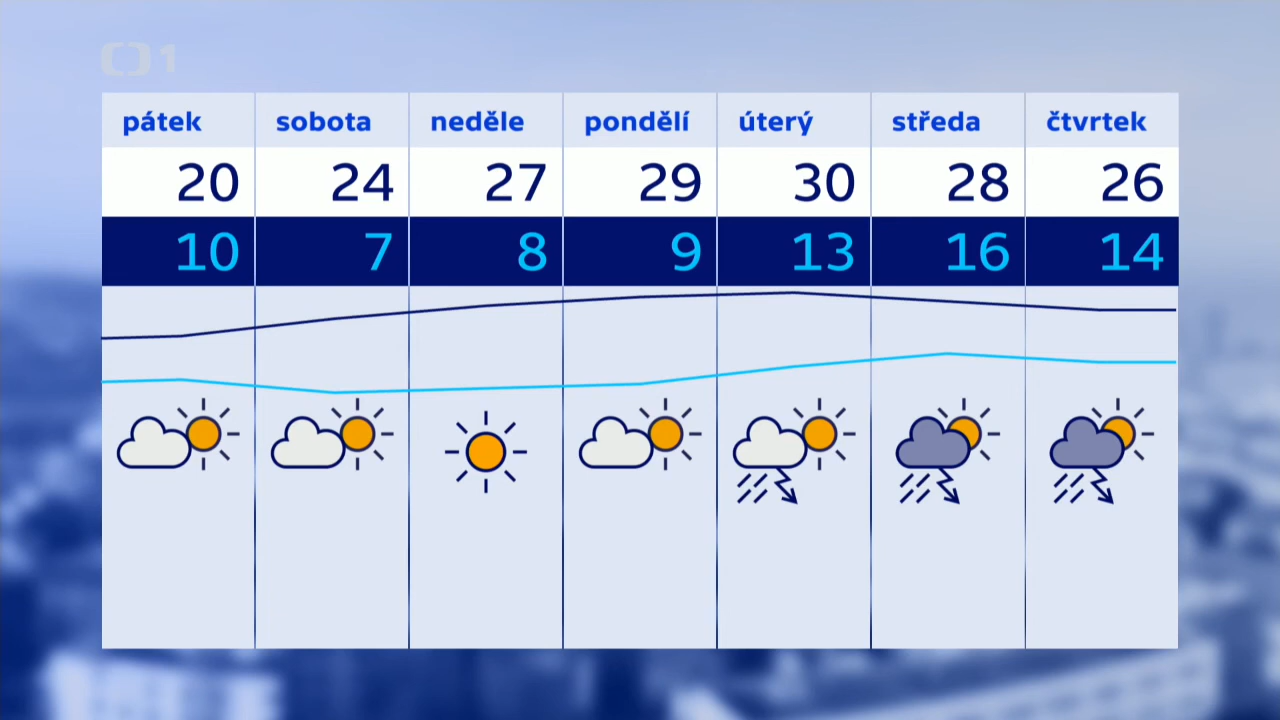 ČT1
pátek sobota neděle pondělí úterý středa čtvrtek
20 24 27 29 30 28 26
10 7 8 9 13 16 14